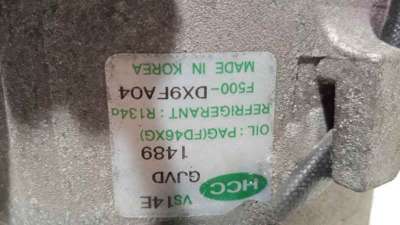 VS14E
HCC
GJVD
1489
OIL : PAG(FD46XG)
REFRIGERANT : R134a
F500-DX9FA04
MADE IN KOREA